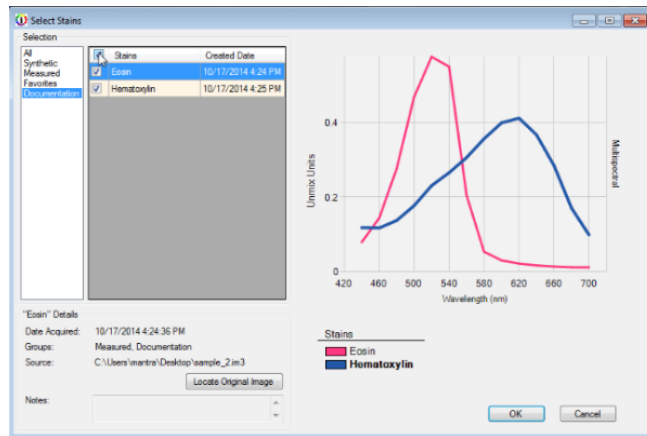 Select Stains
Selection
All
Synthetic
Measured
Favorites
Documentation
Stains Created Date
Eosin 10/17/2014 4:24 PM
Hematoxylin 10/17/2014 4:25 PM
Unmix Units
0.4
0.2
0
420 460 500 540 580 620 660 700
Wavelength (nm)
Multispectral
Stains
Eosin
Hematoxylin
"Eosin" Details
Date Acquired: 10/17/2014 4:24:36 PM
Groups: Measured, Documentation
Source: C:\Users\mantra\Desktop\sample_2.im3
Locate Original Image
Notes:
OK Cancel